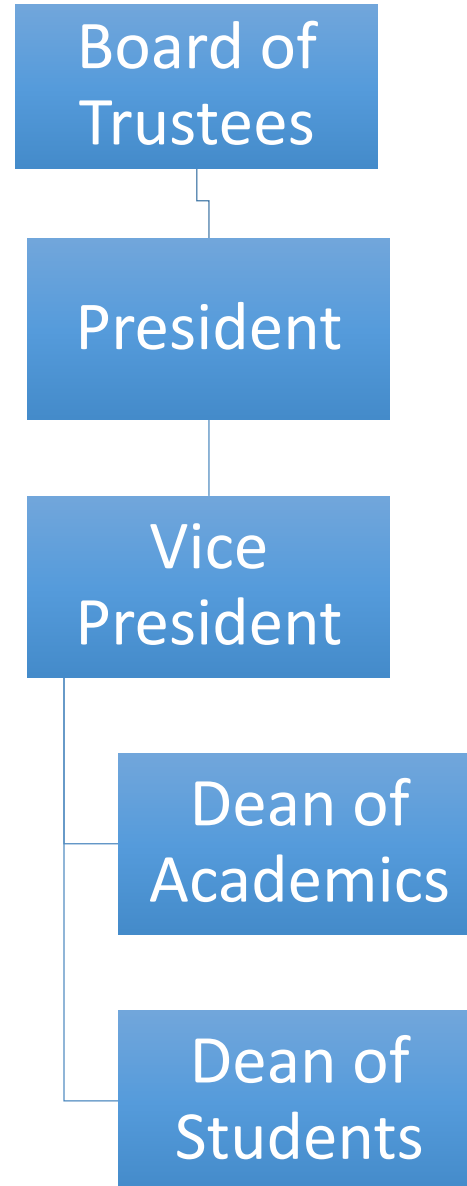 Board of
Trustees
President
Vice
President
Dean of
Academics
Dean of
Students